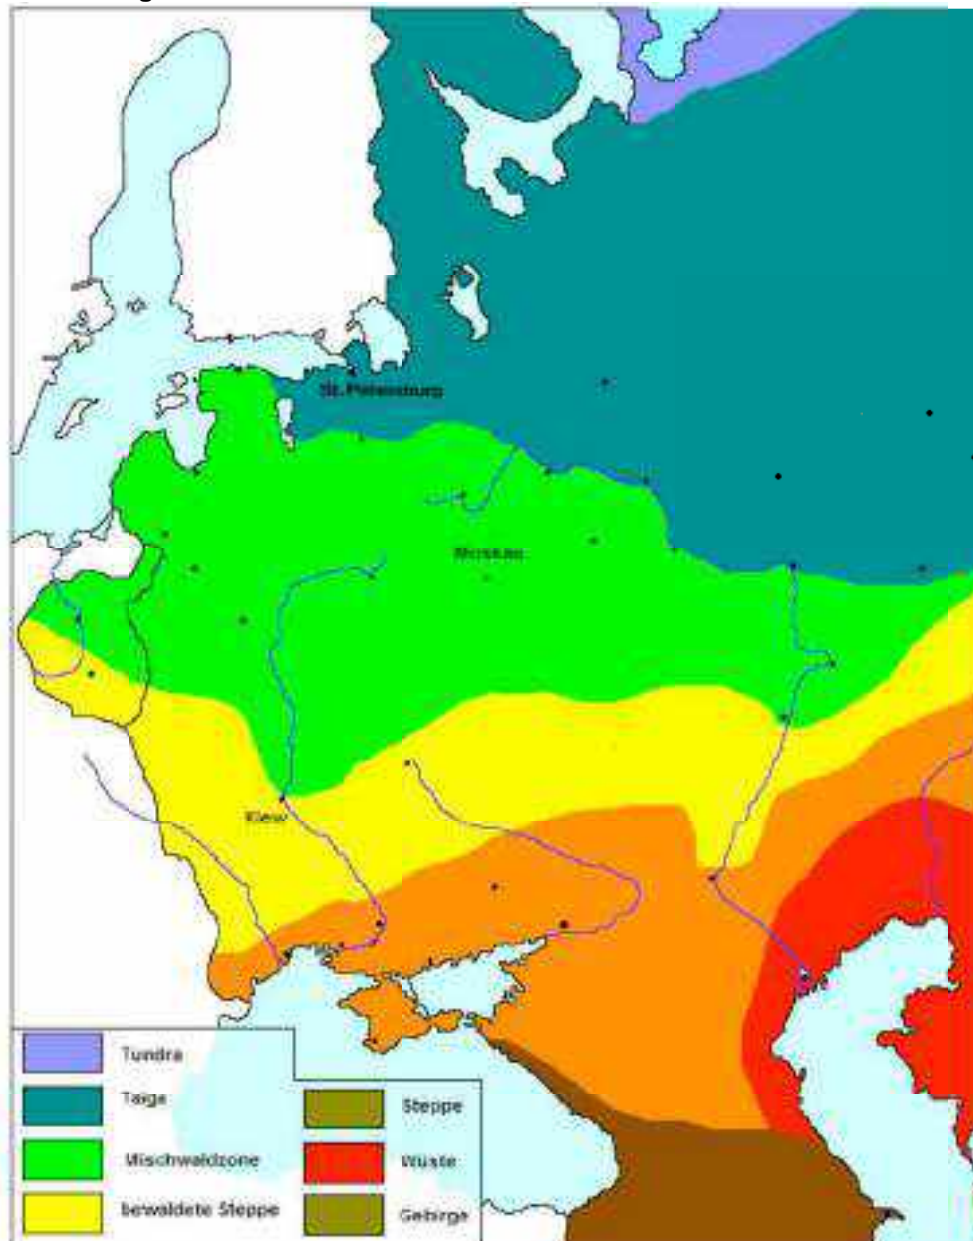 St. Petersburg
Moskau
Kiew
Tundra
Taiga
Mischwaldzone
bewaldete Steppe
Steppe
Wüste
Gebirge